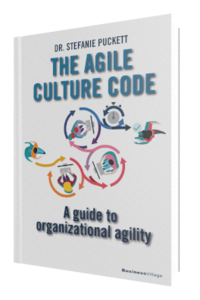 DR. STEFANIE PUCKETT
THE AGILE
CULTURE CODE
A guide to
organizational agility
BusinessVillage